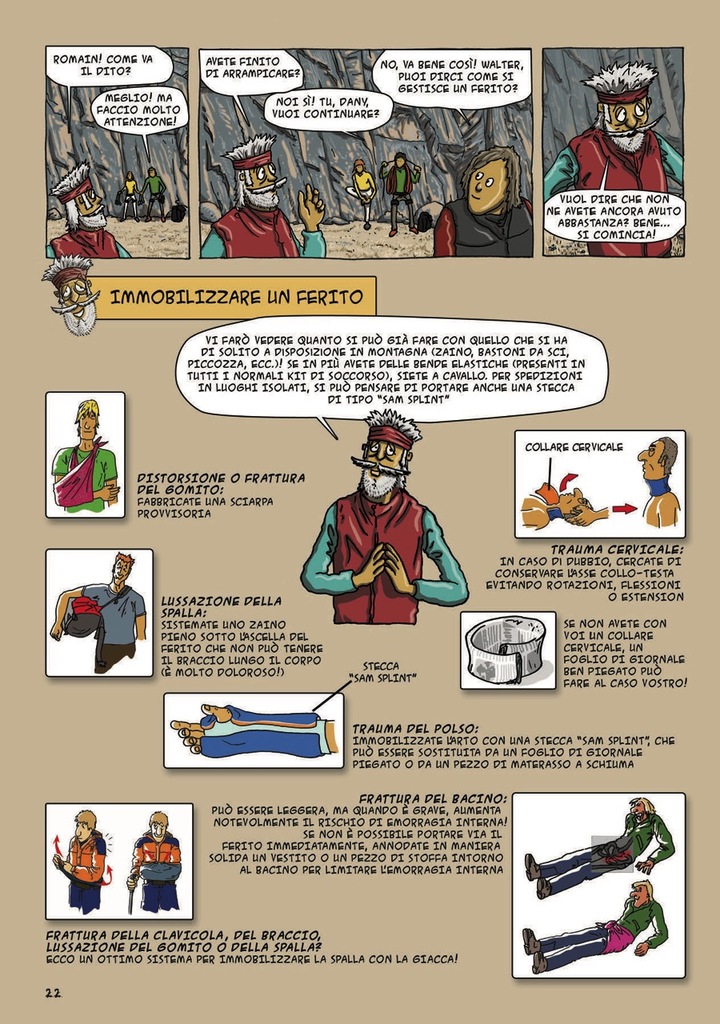 ROMAIN! COME VA
IL DITO?
MEGLIO! MA
FACCIO MOLTO
ATTENZIONE!
AVETE FINITO
DI ARRAMPICARE?
NOI SÌ! TU, DANY,
VUOI CONTINUARE?
NO, VA BENE COSÌ! WALTER,
PUOI DIRCI COME SI
GESTISCE UN FERITO?
VUOL DIRE CHE NON
NE AVETE ANCORA AVUTO
ABBASTANZA? BENE...
SI COMINCIA!
IMMOBILIZZARE UN FERITO
VI FARÒ VEDERE QUANTO SI PUÒ GIÀ FARE CON QUELLO CHE SI HA
DI SOLITO A DISPOSIZIONE IN MONTAGNA (ZAINO, BASTONI DA SCI,
PICCOZZA, ECC.)! SE IN PIÙ AVETE DELLE BENDE ELASTICHE (PRESENTI IN
TUTTI I NORMALI KIT DI SOCCORSO), SIETE A CAVALLO. PER SPEDIZIONI
IN LUOGHI ISOLATI, SI PUÒ PENSARE DI PORTARE ANCHE UNA STECCA
DI TIPO "SAM SPLINT"
DISTORSIONE O FRATTURA
DEL GOMITO:
FABBRICATE UNA SCIARPA
PROVVISORIA
COLLARE CERVICALE
TRAUMA CERVICALE:
IN CASO DI DUBBIO, CERCATE DI
CONSERVARE L'ASSE COLLO-TESTA
EVITANDO ROTAZIONI, FLESSIONI
O ESTENSION
LUSSAZIONE DELLA
SPALLA:
SISTEMATE UNO ZAINO
PIENO SOTTO L'ASCELLA DEL
FERITO CHE NON PUÒ TENERE
IL BRACCIO LUNGO IL CORPO
(È MOLTO DOLOROSO!)
SE NON AVETE CON
VOI UN COLLARE
CERVICALE, UN
FOGLIO DI GIORNALE
BEN PIEGATO PUÒ
FARE AL CASO VOSTRO!
STECCA
"SAM SPLINT"
TRAUMA DEL POLSO:
IMMOBILIZZATE L'ARTO CON UNA STECCA "SAM SPLINT", CHE
PUÒ ESSERE SOSTITUITA DA UN FOGLIO DI GIORNALE
PIEGATO O DA UN PEZZO DI MATERASSO A SCHIUMA
FRATTURA DEL BACINO:
PUÒ ESSERE LEGGERA, MA QUANDO È GRAVE, AUMENTA
NOTEVOLMENTE IL RISCHIO DI EMORRAGIA INTERNA!
SE NON È POSSIBILE PORTARE VIA IL
FERITO IMMEDIATAMENTE, ANNODATE IN MANIERA
SOLIDA UN VESTITO O UN PEZZO DI STOFFA INTORNO
AL BACINO PER LIMITARE L'EMORRAGIA INTERNA
FRATTURA DELLA CLAVICOLA, DEL BRACCIO,
LUSSAZIONE DEL GOMITO O DELLA SPALLA?
ECCO UN OTTIMO SISTEMA PER IMMOBILIZZARE LA SPALLA CON LA GIACCA!
22